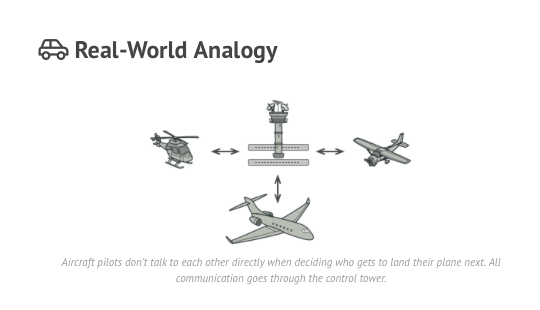 Real-World Analogy
Aircraft pilots don't talk to each other directly when deciding who gets to land their plane next. All
communication goes through the control tower.